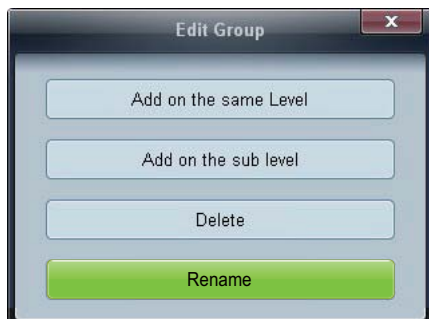 Edit Group
x
Add on the same Level
Add on the sub level
Delete
Rename